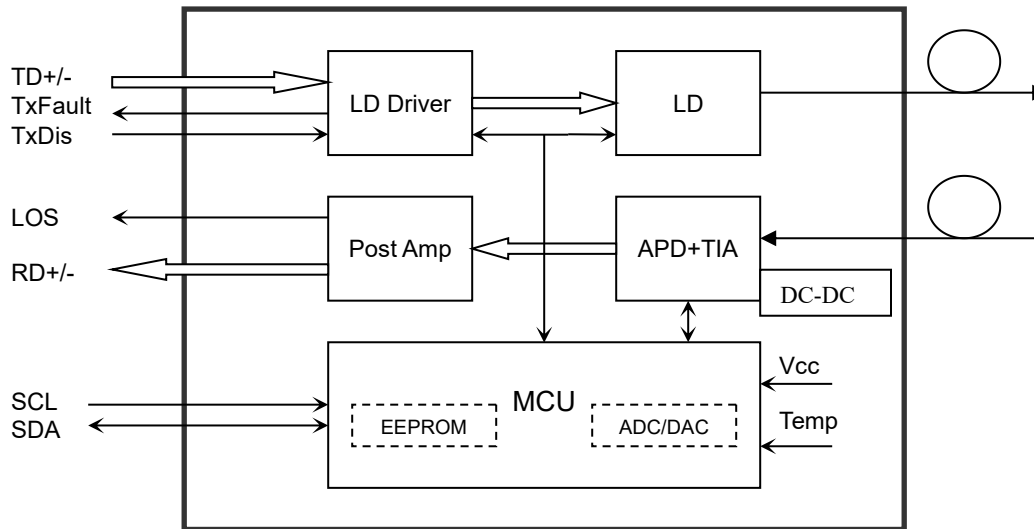 TD+/-
TxFault
TxDis
LD Driver
LD
LOS
RD+/-
Post Amp
APD+TIA
DC-DC
SCL
SDA
MCU
EEPROM
ADC/DAC
Vcc
Temp